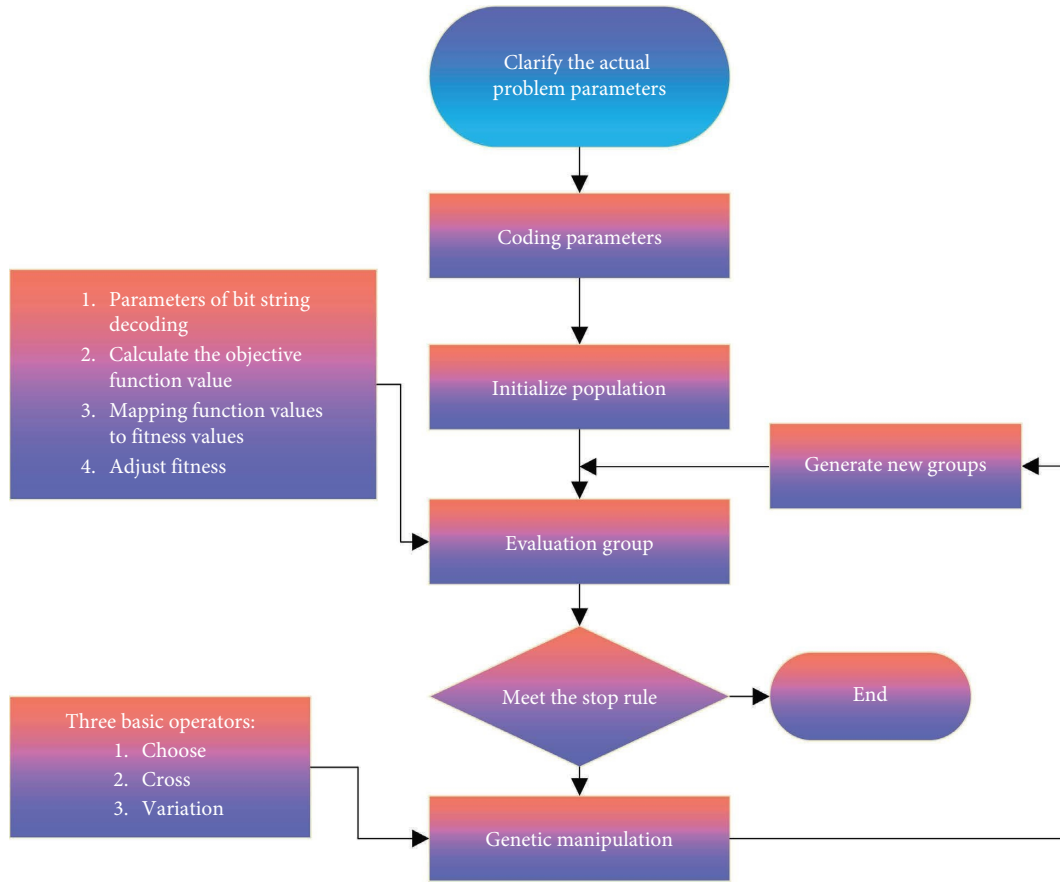 Clarify the actual
problem parameters
Coding parameters
1. Parameters of bit string
decoding
2. Calculate the objective
function value
3. Mapping function values
to fitness values
4. Adjust fitness
Initialize population
Generate new groups
Evaluation group
Meet the stop rule
End
Three basic operators:
1. Choose
2. Cross
3. Variation
Genetic manipulation